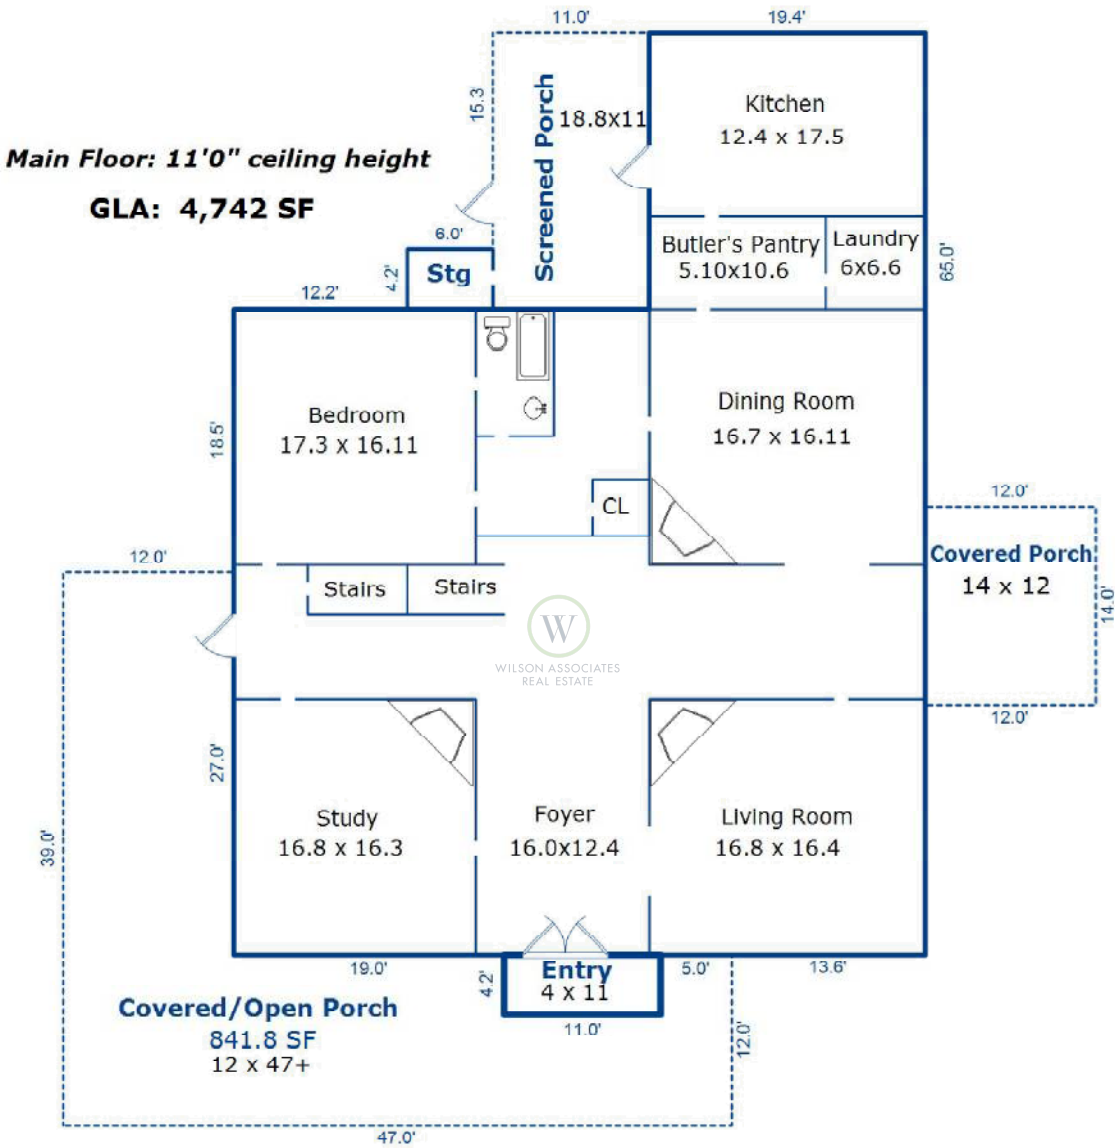 11.0'
19.4'
15.3
Screened Porch
18.8x11
Kitchen
12.4 x 17.5
Main Floor: 11'0" ceiling height
GLA: 4,742 SF
6.0'
4.2'
Stg
Butler's Pantry
5.10x10.6
Laundry
6x6.6
65.0'
12.2'
18.5'
Bedroom
17.3 x 16.11
Dining Room
16.7 x 16.11
CL
12.0'
Covered Porch
14 x 12
14.0'
12.0'
12.0'
Stairs
Stairs
W
WILSON ASSOCIATES
REAL ESTATE
27.0'
39.0'
Study
16.8 x 16.3
Foyer
16.0x12.4
Living Room
16.8 x 16.4
19.0'
4.2'
Entry
4 x 11
11.0'
5.0'
13.6'
12.0'
Covered/Open Porch
841.8 SF
12 x 47+
47.0'